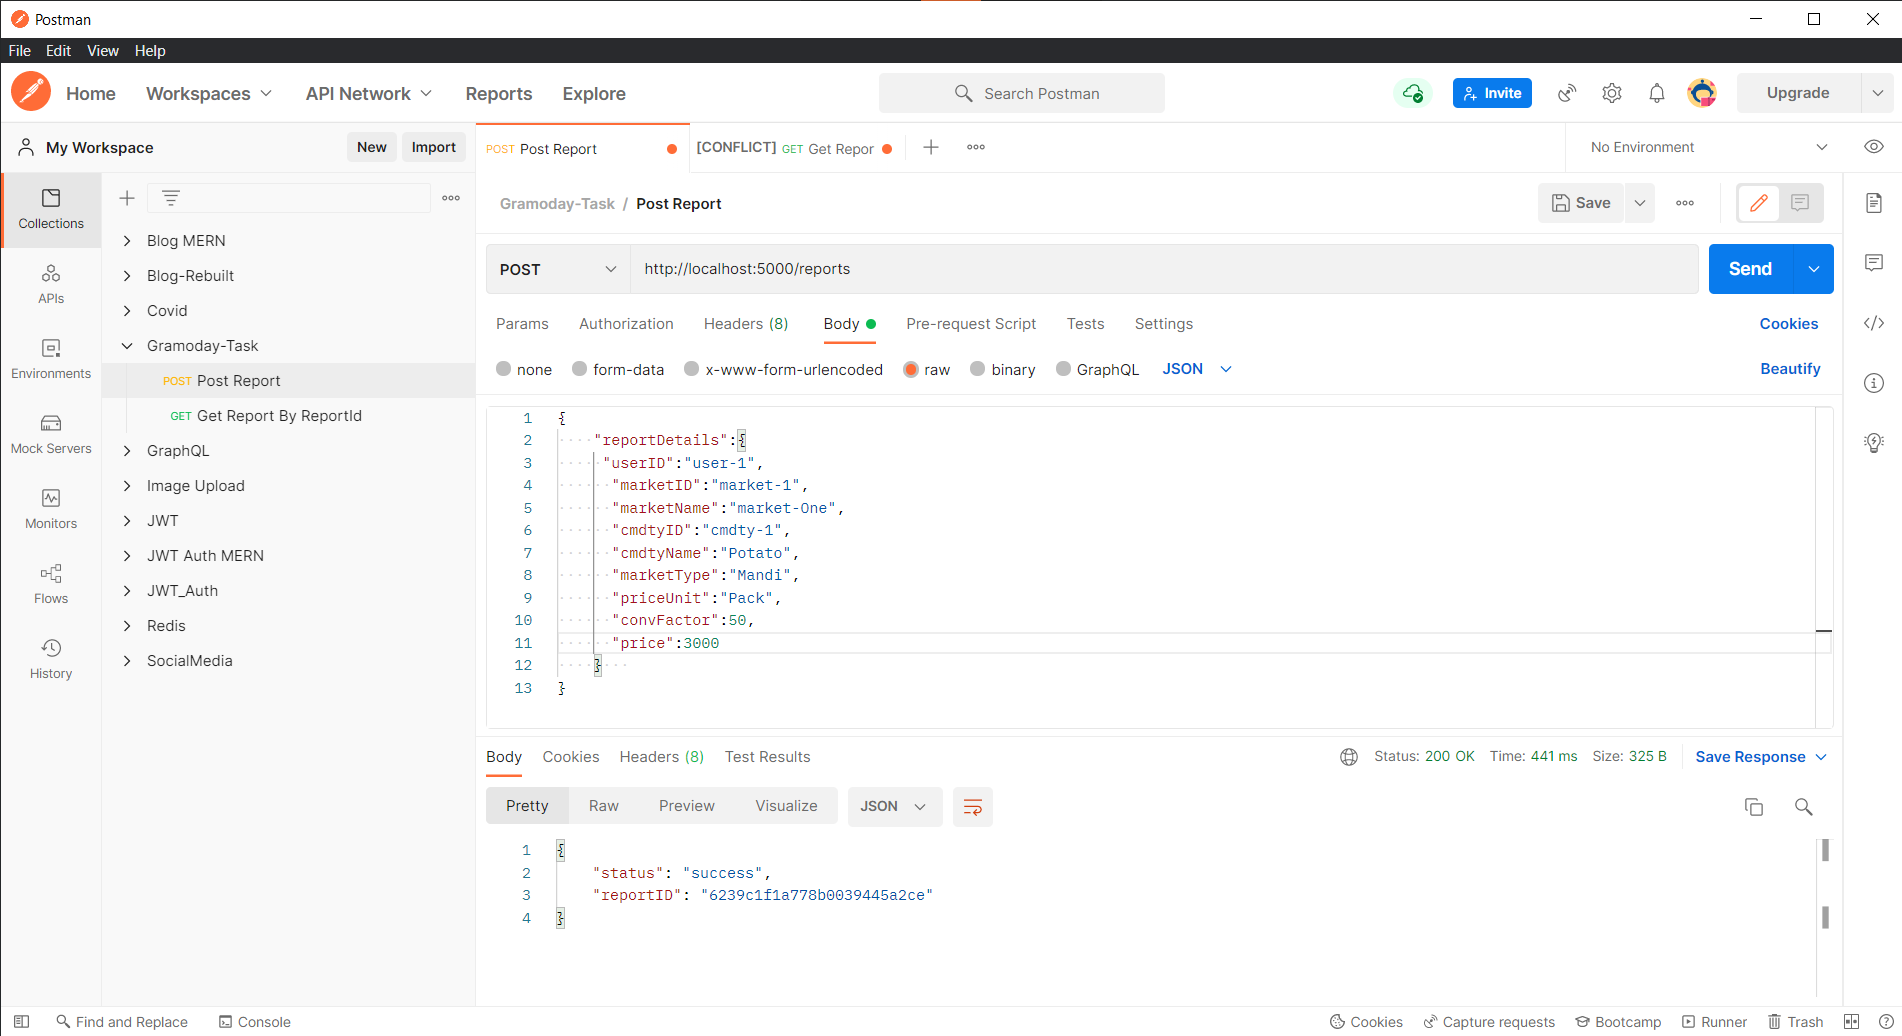 Postman
File Edit View Help
Home Workspaces API Network Reports Explore
Search Postman
Invite
Upgrade
My Workspace
New Import
POST Post Report
[CONFLICT] GET Get Repor
No Environment
Collections
APIs
Environments
Mock Servers
Monitors
Flows
History
Blog MERN
Blog-Rebuilt
Covid
Gramoday-Task
POST Post Report
GET Get Report By ReportId
GraphQL
Image Upload
JWT
JWT Auth MERN
JWT_Auth
Redis
SocialMedia
Gramoday-Task / Post Report
Save
POST http://localhost:5000/reports
Send
Params Authorization Headers (8) Body Pre-request Script Tests Settings
Cookies
none form-data x-www-form-urlencoded raw binary GraphQL JSON
Beautify
1 {
2 "reportDetails":{
3 "userID":"user-1",
4 "marketID":"market-1",
5 "marketName":"market-One",
6 "cmdtyID":"cmdty-1",
7 "cmdtyName":"Potato",
8 "marketType":"Mandi",
9 "priceUnit":"Pack",
10 "convFactor":50,
11 "price":3000
12 }
13 }
Body Cookies Headers (8) Test Results
Status: 200 OK Time: 441 ms Size: 325 B
Save Response
Pretty Raw Preview Visualize JSON
1 {
2 "status": "success",
3 "reportID": "6239c1f1a778b0039445a2ce"
4 }
Find and Replace Console
Cookies Capture requests Bootcamp Runner Trash